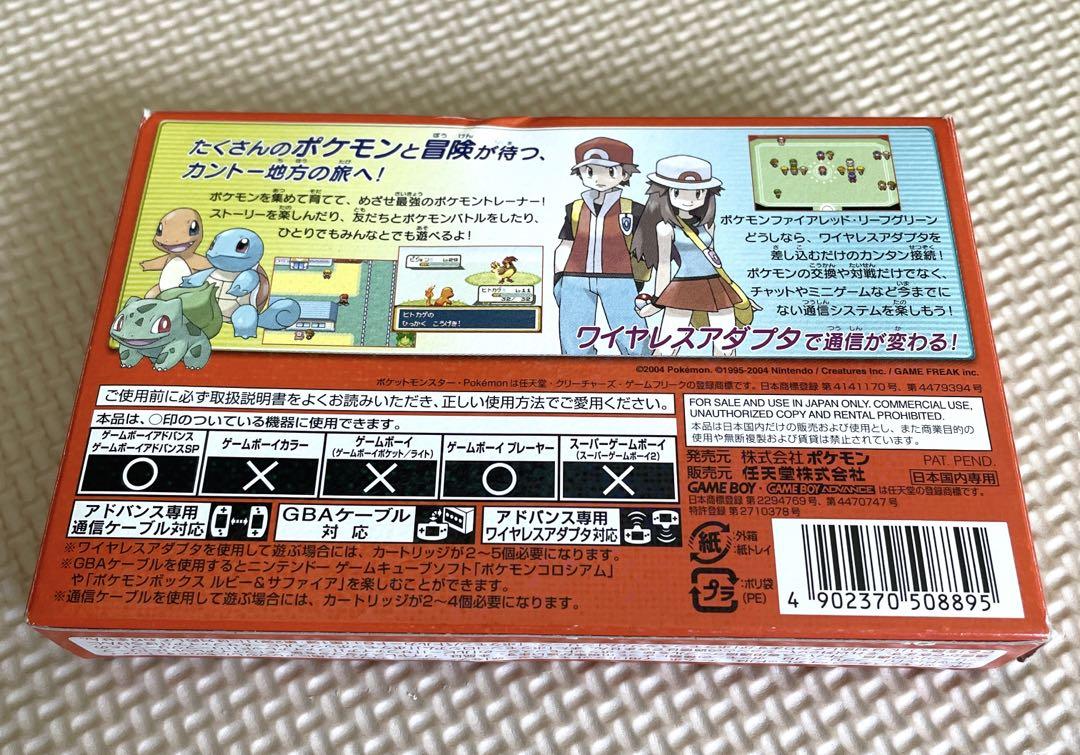 たくさんのポケモンと冒険が待つ、
カントー地方の旅へ!
ポケモンを集めて育てて、めざせ最強のポケモントレーナー!
ストーリーを楽しんだり、友だちとポケモンバトルをしたり、
ひとりでもみんなとでも遊べるよ!
ヒトカゲ Lv11
32/32
ヒトカゲの
ひっかく こうげき!
ポケモンファイアレッド・リーフグリーン
どうしなら、ワイヤレスアダプタを
差し込むだけのカンタン接続!
ポケモンの交換や対戦だけでなく、
チャットやミニゲームなど今までに
ない通信システムを楽しもう!
ワイヤレスアダプタで通信が変わる!
©2004 Pokémon. ©1995-2004 Nintendo / Creatures Inc. / GAME FREAK inc.
ポケットモンスター・Pokémonは任天堂・クリーチャーズ・ゲームフリークの登録商標です。日本商標登録 第4141170号、第4479394号
ご使用前に必ず取扱説明書をよくお読みいただき、正しい使用方法でご愛用ください。
本品は、○印のついている機器に使用できます。
ゲームボーイアドバンス
ゲームボーイアドバンスSP
ゲームボーイカラー
ゲームボーイ
(ゲームボーイポケット/ライト)
ゲームボーイ プレーヤー
スーパーゲームボーイ
(スーパーゲームボーイ2)
○ × × ○ ×
アドバンス専用
通信ケーブル対応
GBAケーブル
対応
アドバンス専用
ワイヤレスアダプタ対応
※ワイヤレスアダプタを使用して遊ぶ場合には、カートリッジが2~5個必要になります。
※GBAケーブルを使用するとニンテンドー ゲームキューブソフト「ポケモンコロシアム」
や「ポケモンボックス ルビー&サファイア」を楽しむことができます。
※通信ケーブルを使用して遊ぶ場合には、カートリッジが2~4個必要になります。
FOR SALE AND USE IN JAPAN ONLY. COMMERCIAL USE,
UNAUTHORIZED COPY AND RENTAL PROHIBITED.
本品は日本国内だけの販売および使用とし、また商業目的の
使用や無断複製および賃貸は禁止されています。
発売元 株式会社 ポケモン
PAT. PEND.
販売元 任天堂株式会社
日本国内専用
GAME BOY・GAME BOY ADVANCEは任天堂の登録商標です。
日本商標登録 第2294769号、第4470747号
特許登録 第2710378号
紙
:外箱
:紙トレイ
プラ
:ポリ袋
(PE)
4 902370 508895